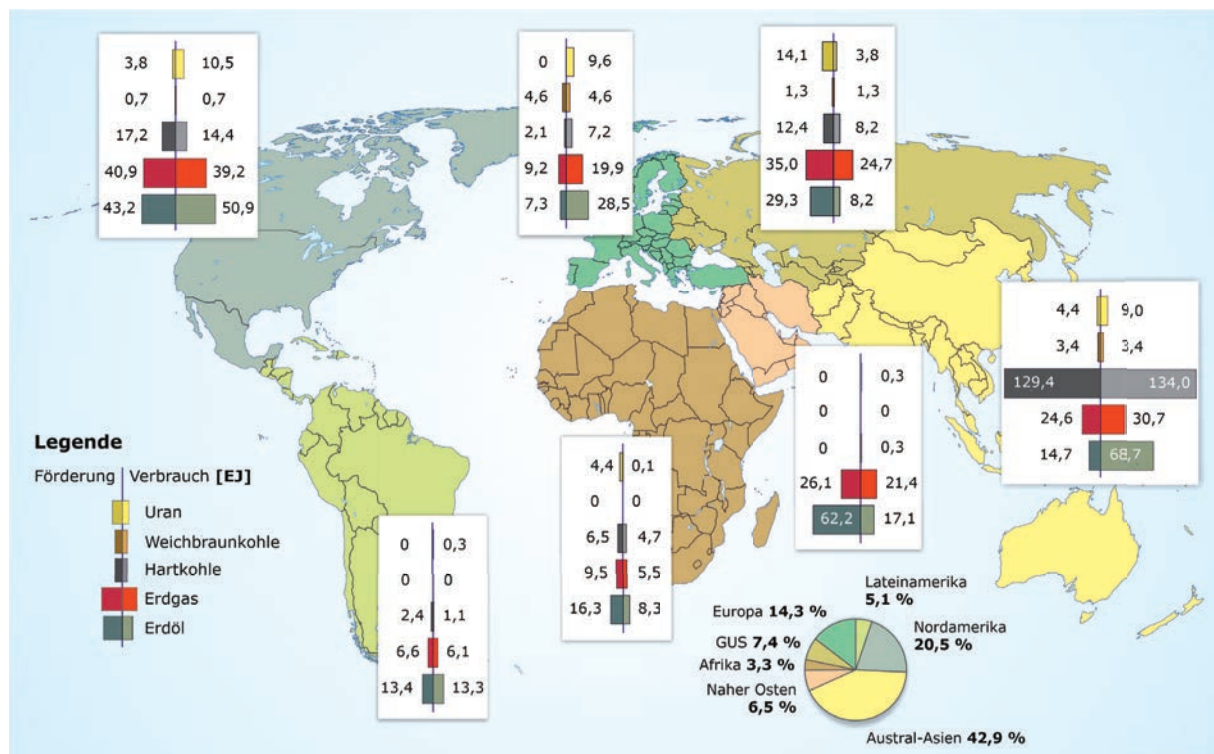 3,8 10,5
0,7 0,7
17,2 14,4
40,9 39,2
43,2 50,9
0 9,6
4,6 4,6
2,1 7,2
9,2 19,9
7,3 28,5
14,1 3,8
1,3 1,3
12,4 8,2
35,0 24,7
29,3 8,2
4,4 9,0
3,4 3,4
129,4 134,0
24,6 30,7
14,7 68,7
0 0,3
0 0
0 0,3
26,1 21,4
62,2 17,1
4,4 0,1
0 0
6,5 4,7
9,5 5,5
16,3 8,3
0 0,3
0 0
2,4 1,1
6,6 6,1
13,4 13,3
Legende
Förderung Verbrauch [EJ]
Uran
Weichbraunkohle
Hartkohle
Erdgas
Erdöl
Lateinamerika
5,1 %
Europa 14,3 %
Nordamerika
20,5 %
GUS 7,4 %
Afrika 3,3 %
Naher Osten
6,5 %
Austral-Asien 42,9 %